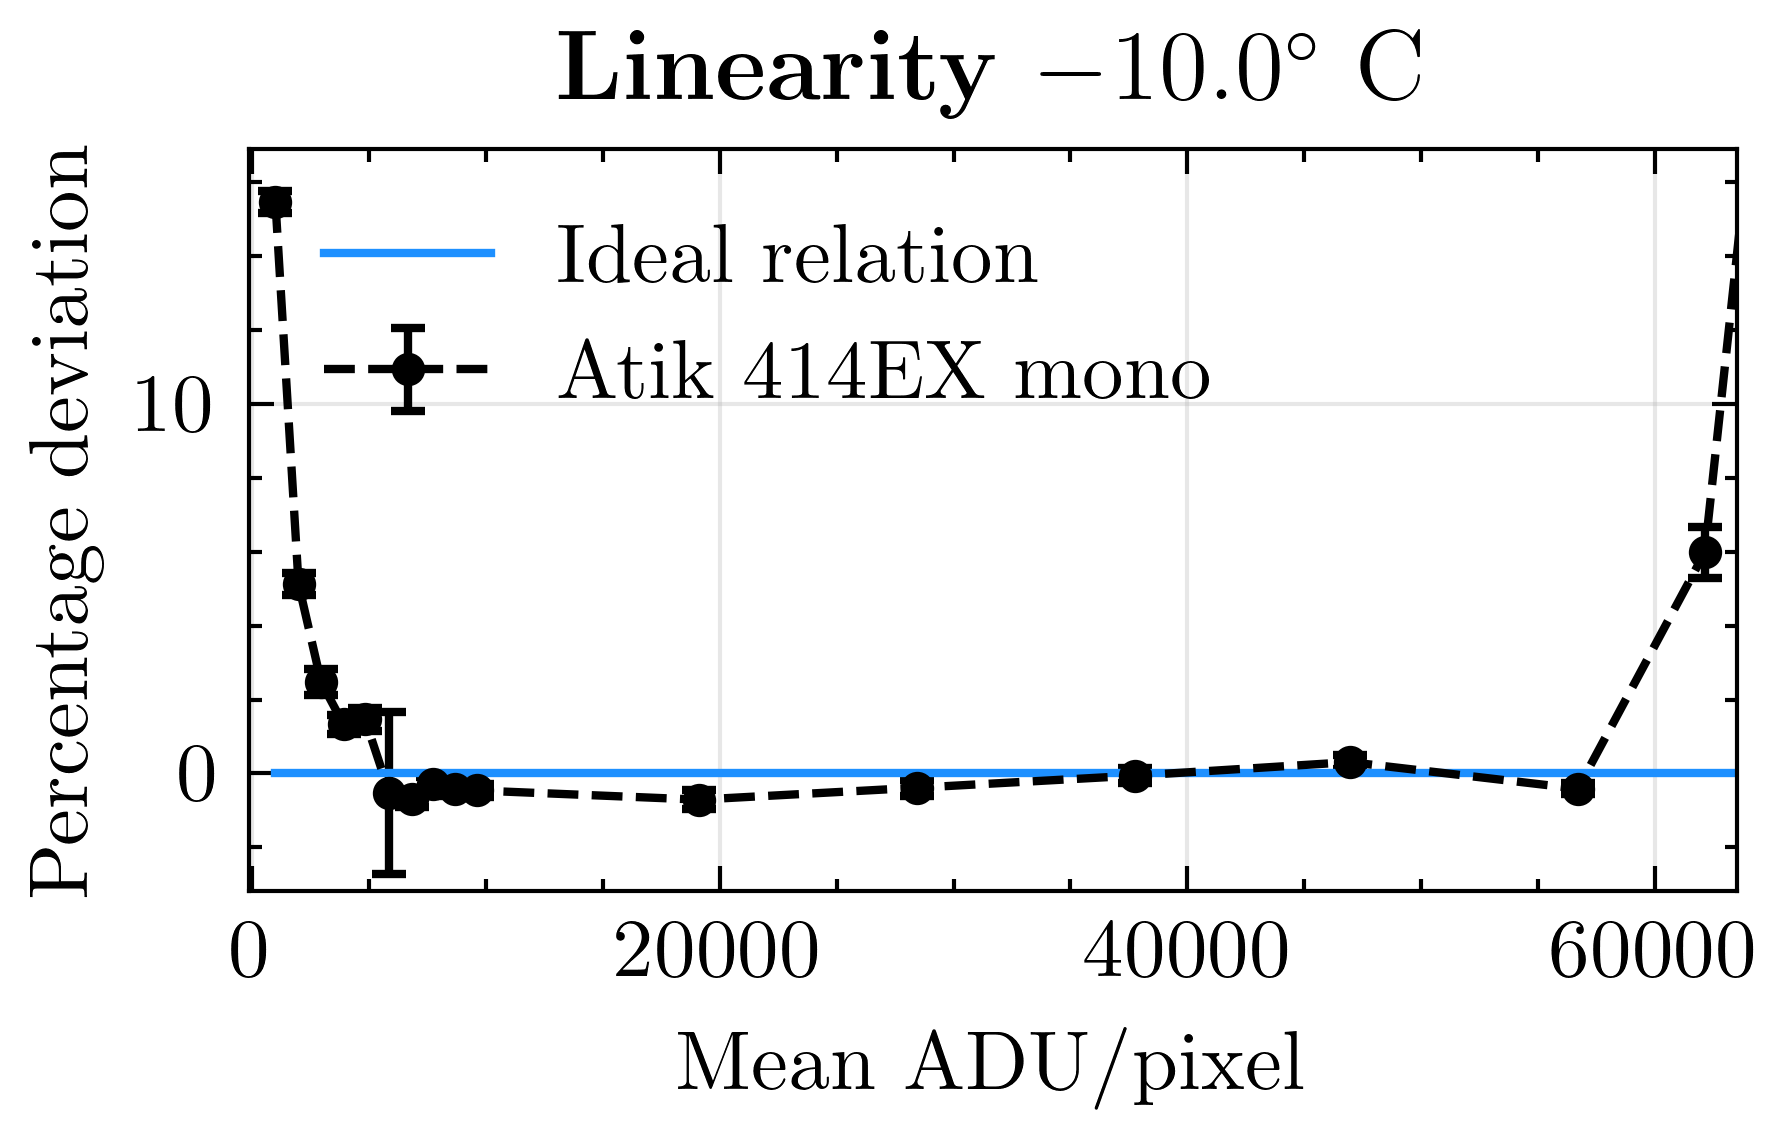 Linearity −10.0° C
Percentage deviation
Ideal relation
Atik 414EX mono
10
0
0 20000 40000 60000
Mean ADU/pixel